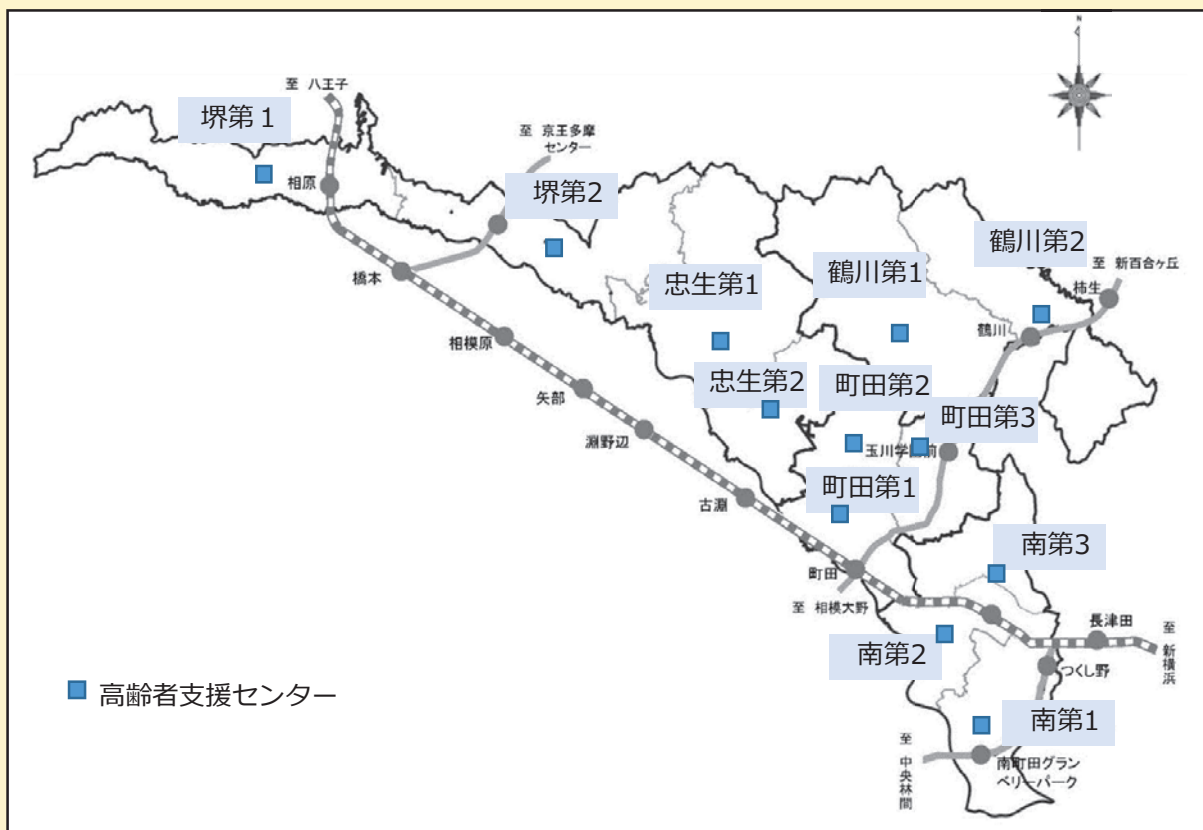 N
至 八王子
堺第１
至 京王多摩
センター
相原
堺第2
鶴川第2
至 新百合ヶ丘
柿生
鶴川第1
忠生第1
橋本
鶴川
相模原
忠生第2
町田第2
矢部
町田第3
淵野辺
玉川学園前
町田第1
古淵
南第3
町田
至 相模大野
長津田
至 新横浜
南第2
つくし野
高齢者支援センター
南第1
至 中央林間
南町田グラン
ベリーパーク